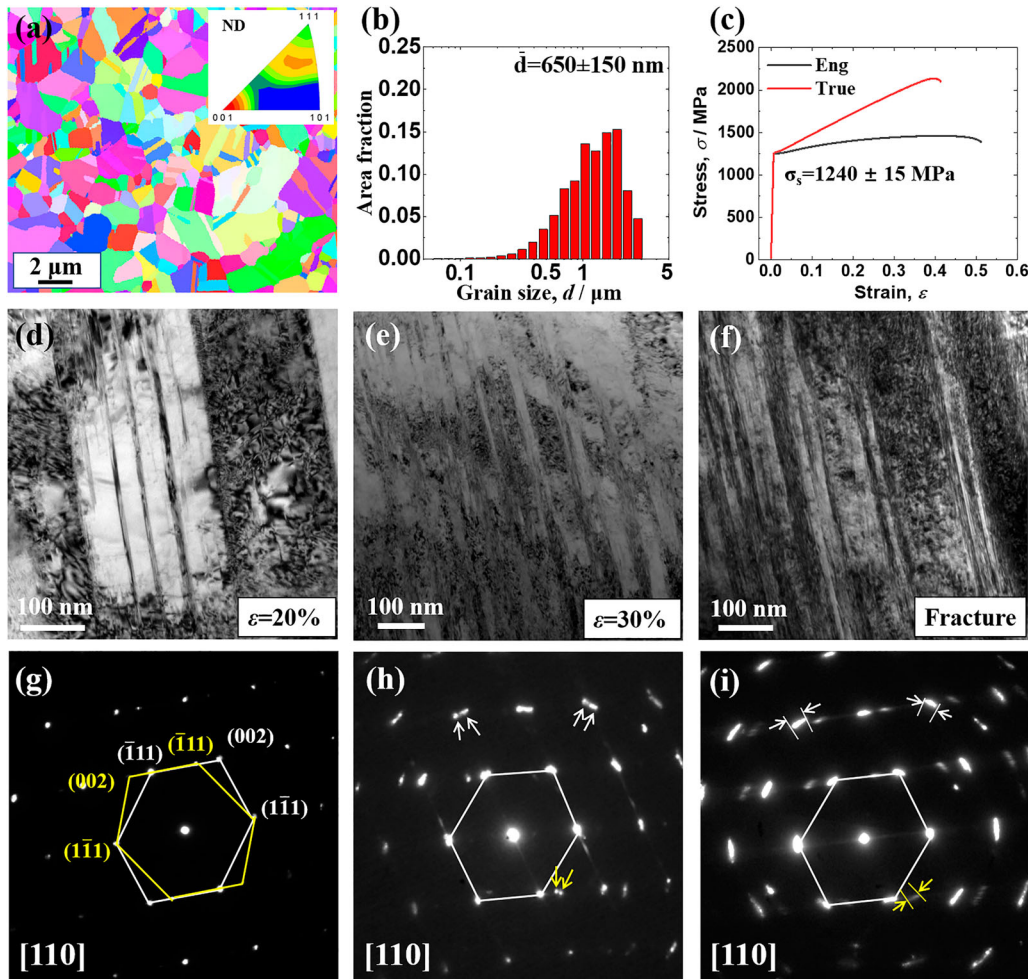 (a)
ND
111
001
101
2 μm
(b)
d̄=650±150 nm
0.25
0.20
0.15
0.10
0.05
0.00
Area fraction
0.1
0.5
1
5
Grain size, d / μm
(c)
Eng
True
σs=1240 ± 15 MPa
2500
2000
1500
1000
500
0
Stress, σ / MPa
0.0
0.1
0.2
0.3
0.4
0.5
0.6
Strain, ε
(d)
100 nm
ε=20%
(e)
100 nm
ε=30%
(f)
100 nm
Fracture
(g)
(002)
(1̄11)
(1̄11)
(002)
(11̄1)
(11̄1)
[110]
(h)
[110]
(i)
[110]